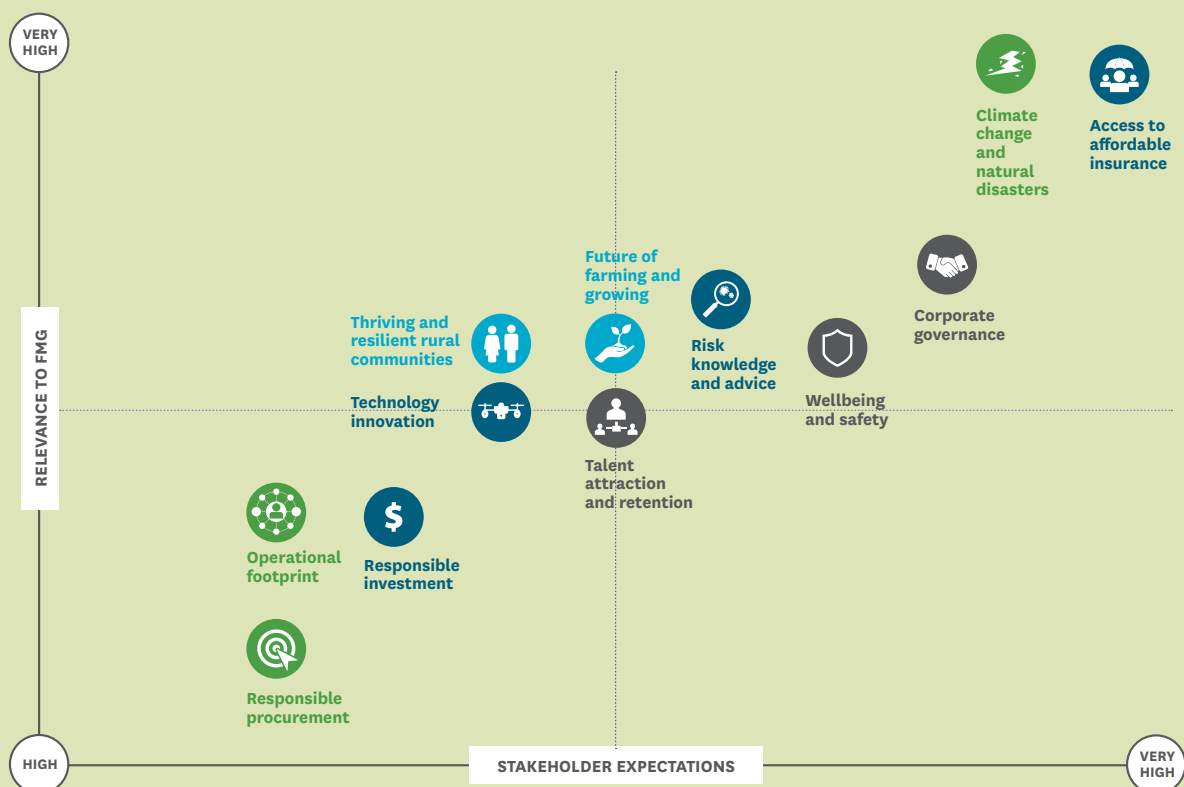 VERY
HIGH
Climate
change
and
natural
disasters
Access to
affordable
insurance
Corporate
governance
Future of
farming and
growing
Thriving and
resilient rural
communities
Risk
knowledge
and advice
Wellbeing
and safety
Technology
innovation
Talent
attraction
and retention
RELEVANCE TO FMG
Operational
footprint
$
Responsible
investment
Responsible
procurement
HIGH
STAKEHOLDER EXPECTATIONS
VERY
HIGH